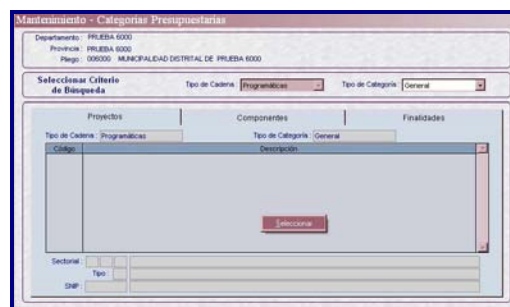 Mantenimiento - Categorías Presupuestarias
Departamento : PRUEBA 6000
Provincia : PRUEBA 6000
Pliego : 006000 MUNICIPALIDAD DISTRITAL DE PRUEBA 6000
Seleccionar Criterio de Búsqueda
Tipo de Cadena : Programáticas
Tipo de Categoría : General
Proyectos
Componentes
Finalidades
Tipo de Cadena : Programáticas
Tipo de Categoría : General
Código
Descripción
Seleccionar
Sectorial :
Tipo :
SNIP :